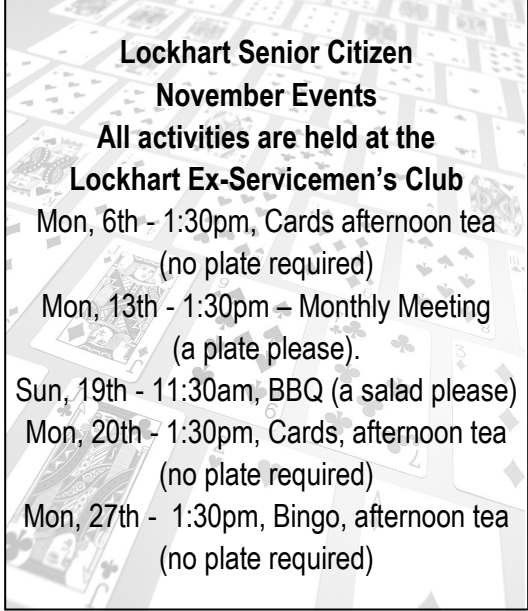 Lockhart Senior Citizen
November Events
All activities are held at the
Lockhart Ex-Servicemen’s Club
Mon, 6th - 1:30pm, Cards afternoon tea
(no plate required)
Mon, 13th - 1:30pm – Monthly Meeting
(a plate please).
Sun, 19th - 11:30am, BBQ (a salad please)
Mon, 20th - 1:30pm, Cards, afternoon tea
(no plate required)
Mon, 27th -  1:30pm, Bingo, afternoon tea
(no plate required)